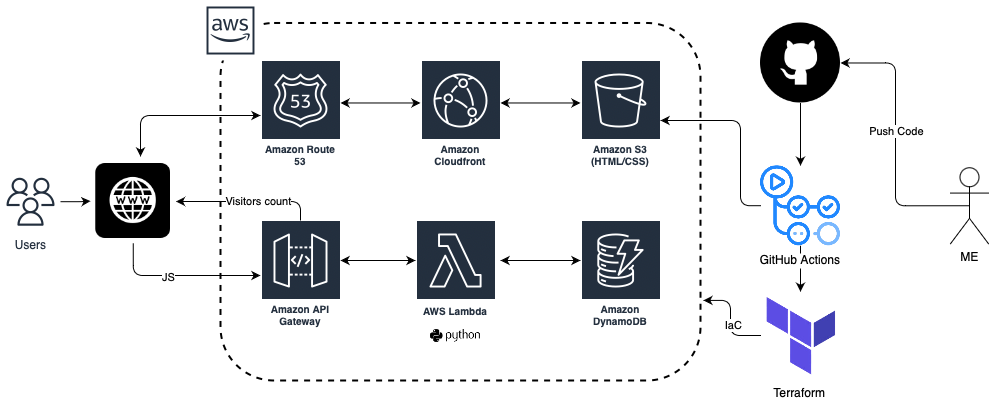 aws
53
Amazon Route
53
Amazon
Cloudfront
Amazon S3
(HTML/CSS)
Push Code
WWW
Users
Visitors count
JS
</>
Amazon API
Gateway
AWS Lambda
python
Amazon
DynamoDB
GitHub Actions
ME
IaC
Terraform